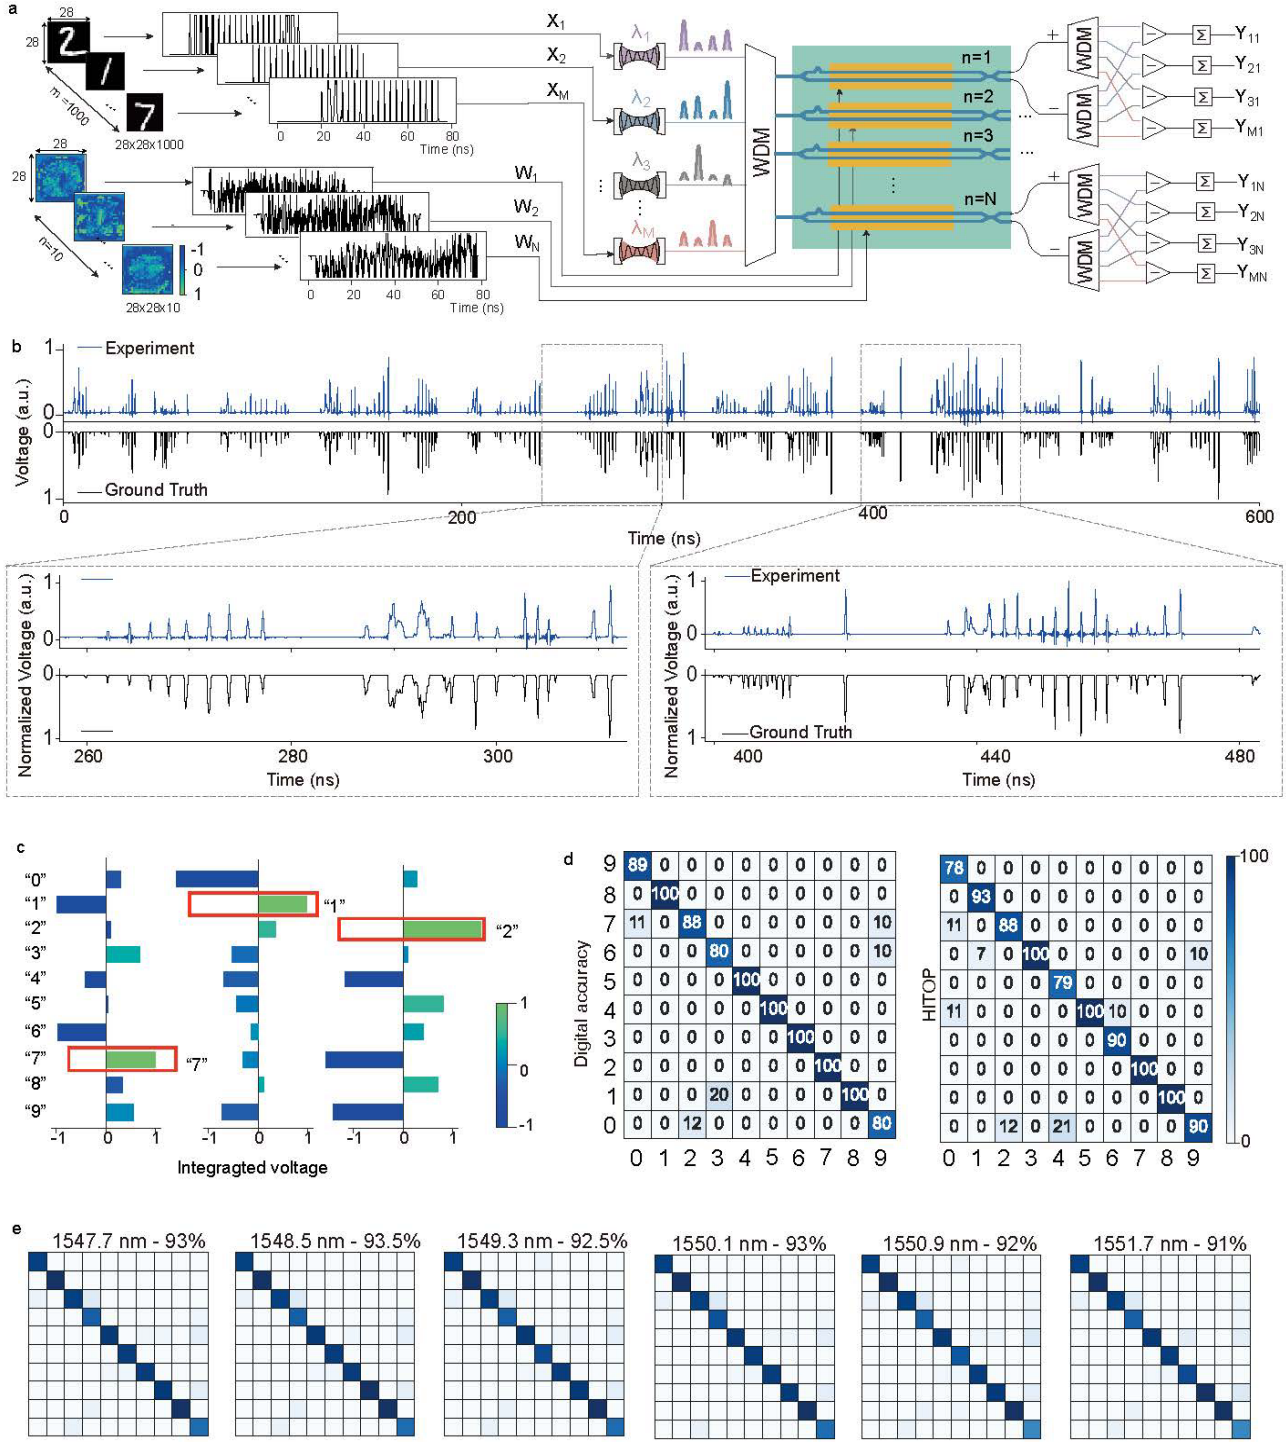 a
28
28
m =1000
28x28x1000
...
...
0 20 40 60 80
Time (ns)
X1
X2
XM
λ1
λ2
λ3
λM
WDM
n=1
n=2
n=3
n=N
+
−
...
...
+
−
WDM
WDM
WDM
WDM
− Σ Y11
− Σ Y21
− Σ Y31
− Σ YM1
− Σ Y1N
− Σ Y2N
− Σ Y3N
− Σ YMN
28
28
n=10
...
...
-1
0
1
28x28x10
0 20 40 60 80
Time (ns)
W1
W2
WN
b
Voltage (a.u.)
1
0
0
1
Experiment
Ground Truth
0 200 400 600
Time (ns)
Normalized Voltage (a.u.)
1
0
0
1
260 280 300
Time (ns)
Normalized Voltage (a.u.)
1
0
0
1
Experiment
Ground Truth
400 440 480
Time (ns)
c
“0”
“1”
“2”
“3”
“4”
“5”
“6”
“7”
“8”
“9”
“7”
“1”
“2”
-1 0 1
-1 0 1
-1 0 1
Integragted voltage
1
0
-1
d
Digital accuracy
9 89 0 0 0 0 0 0 0 0 0
8 0 100 0 0 0 0 0 0 0 0
7 11 0 88 0 0 0 0 0 0 10
6 0 0 0 80 0 0 0 0 0 10
5 0 0 0 0 100 0 0 0 0 0
4 0 0 0 0 0 100 0 0 0 0
3 0 0 0 0 0 0 100 0 0 0
2 0 0 0 0 0 0 0 100 0 0
1 0 0 0 20 0 0 0 0 100 0
0 0 0 12 0 0 0 0 0 0 80
0 1 2 3 4 5 6 7 8 9
HITOP
78 0 0 0 0 0 0 0 0 0
0 93 0 0 0 0 0 0 0 0
11 0 88 0 0 0 0 0 0 0
0 7 0 100 0 0 0 0 0 10
0 0 0 0 79 0 0 0 0 0
11 0 0 0 0 100 10 0 0 0
0 0 0 0 0 0 90 0 0 0
0 0 0 0 0 0 0 100 0 0
0 0 0 0 0 0 0 0 100 0
0 0 12 0 21 0 0 0 0 90
0 1 2 3 4 5 6 7 8 9
100
0
e
1547.7 nm - 93%
1548.5 nm - 93.5%
1549.3 nm - 92.5%
1550.1 nm - 93%
1550.9 nm - 92%
1551.7 nm - 91%